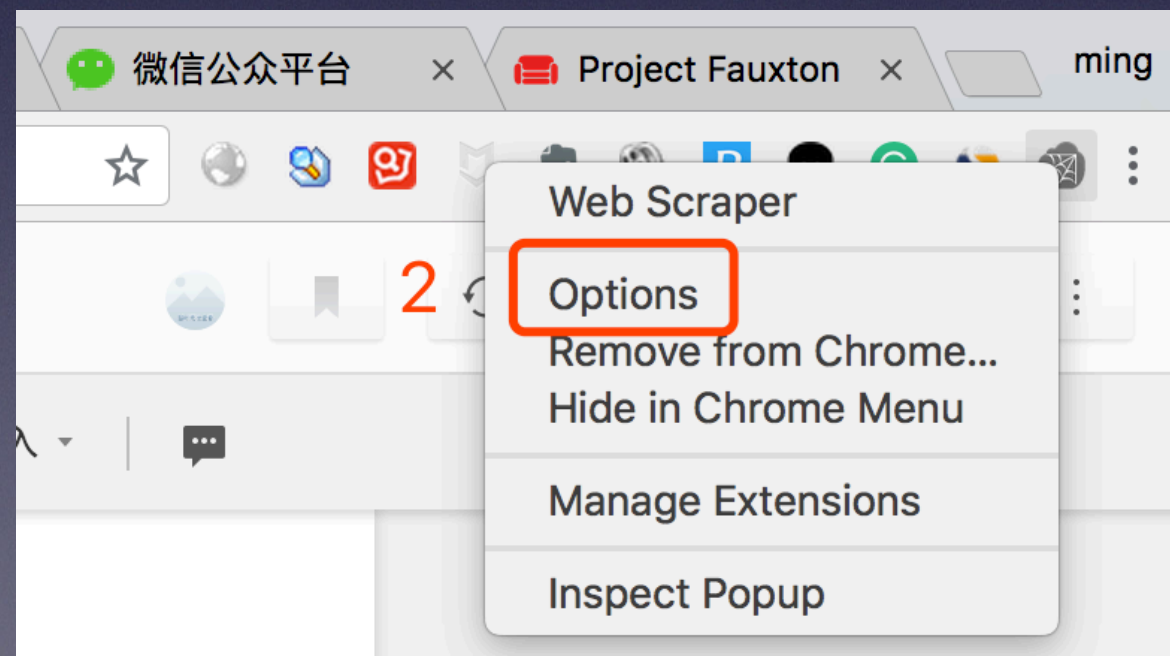 微信公众平台 × Project Fauxton × ming
Web Scraper
2 Options
Remove from Chrome...
Hide in Chrome Menu
入
Manage Extensions
Inspect Popup